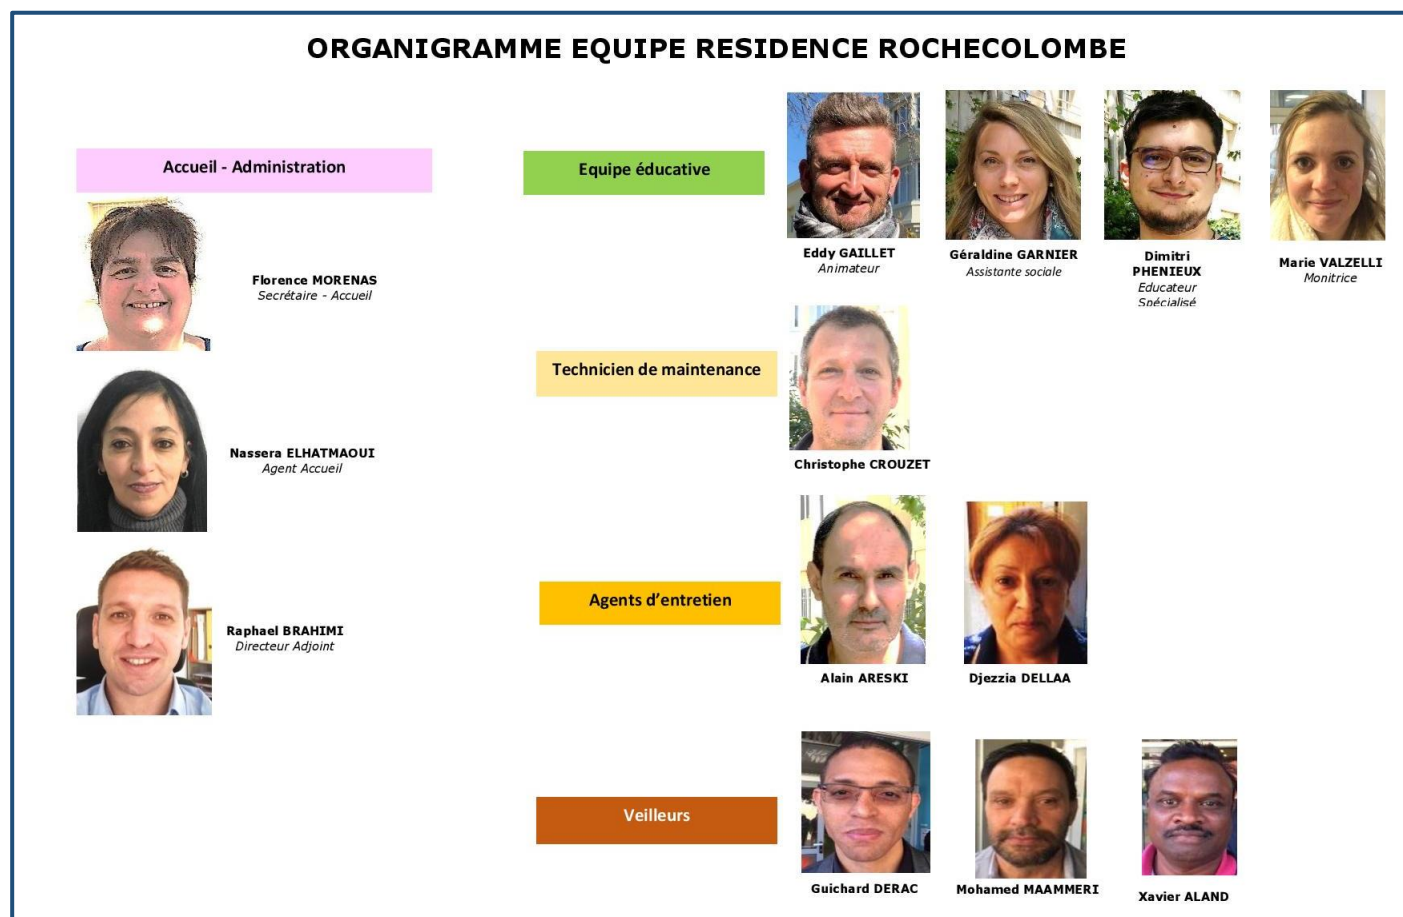 ORGANIGRAMME EQUIPE RESIDENCE ROCHECOLOMBE
Accueil - Administration
Florence MORENAS
Secrétaire - Accueil
Nassera ELHATMAOUI
Agent Accueil
Raphael BRAHIMI
Directeur Adjoint
Equipe éducative
Eddy GAILLET
Animateur
Géraldine GARNIER
Assistante sociale
Dimitri
PHENIEUX
Educateur
Spécialisé
Marie VALZELLI
Monitrice
Technicien de maintenance
Christophe CROUZET
Agents d’entretien
Alain ARESKI
Djezzia DELLAA
Veilleurs
Guichard DERAC
Mohamed MAAMMERI
Xavier ALAND